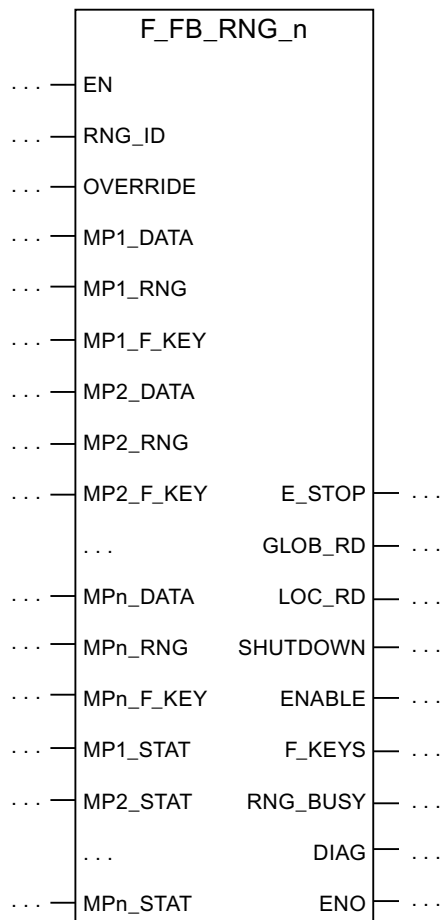 F_FB_RNG_n
... EN
... RNG_ID
... OVERRIDE
... MP1_DATA
... MP1_RNG
... MP1_F_KEY
... MP2_DATA
... MP2_RNG
... MP2_F_KEY E_STOP ...
... GLOB_RD ...
... MPn_DATA LOC_RD ...
... MPn_RNG SHUTDOWN ...
... MPn_F_KEY ENABLE ...
... MP1_STAT F_KEYS ...
... MP2_STAT RNG_BUSY ...
... DIAG ...
... MPn_STAT ENO ...